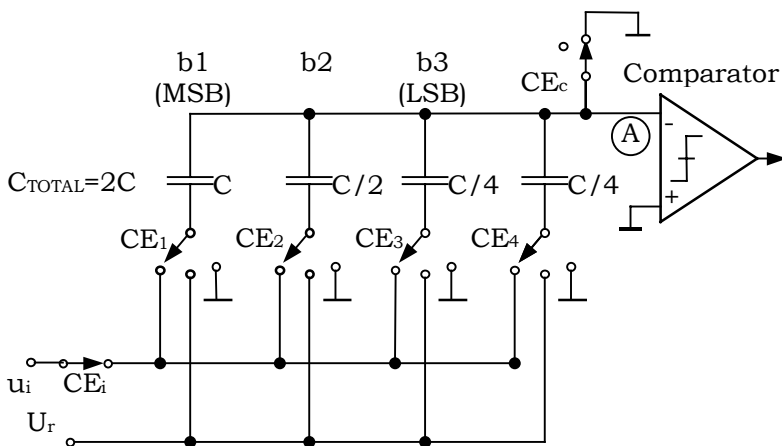 b1
(MSB)
b2
b3
(LSB)
CEc
Comparator
A
-
+
CTOTAL=2C
C
C/2
C/4
C/4
CE1
CE2
CE3
CE4
ui
CEi
Ur